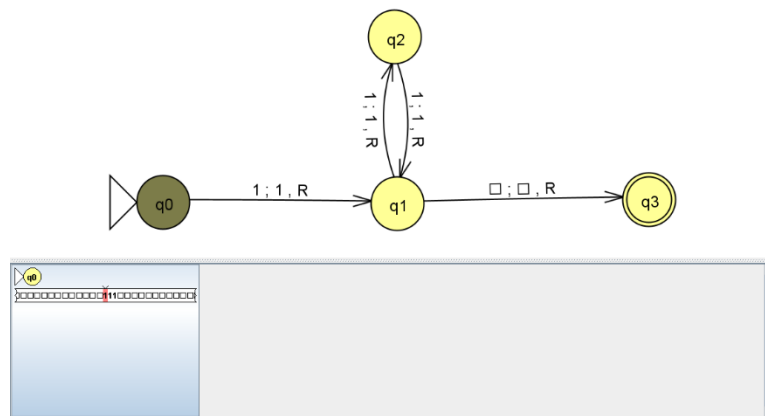 q2
1 ; 1 , R
1 ; 1 , R
q0
1 ; 1 , R
q1
□ ; □ , R
q3
q0
□□□□□□□□□□□□111□□□□□□□□□□□